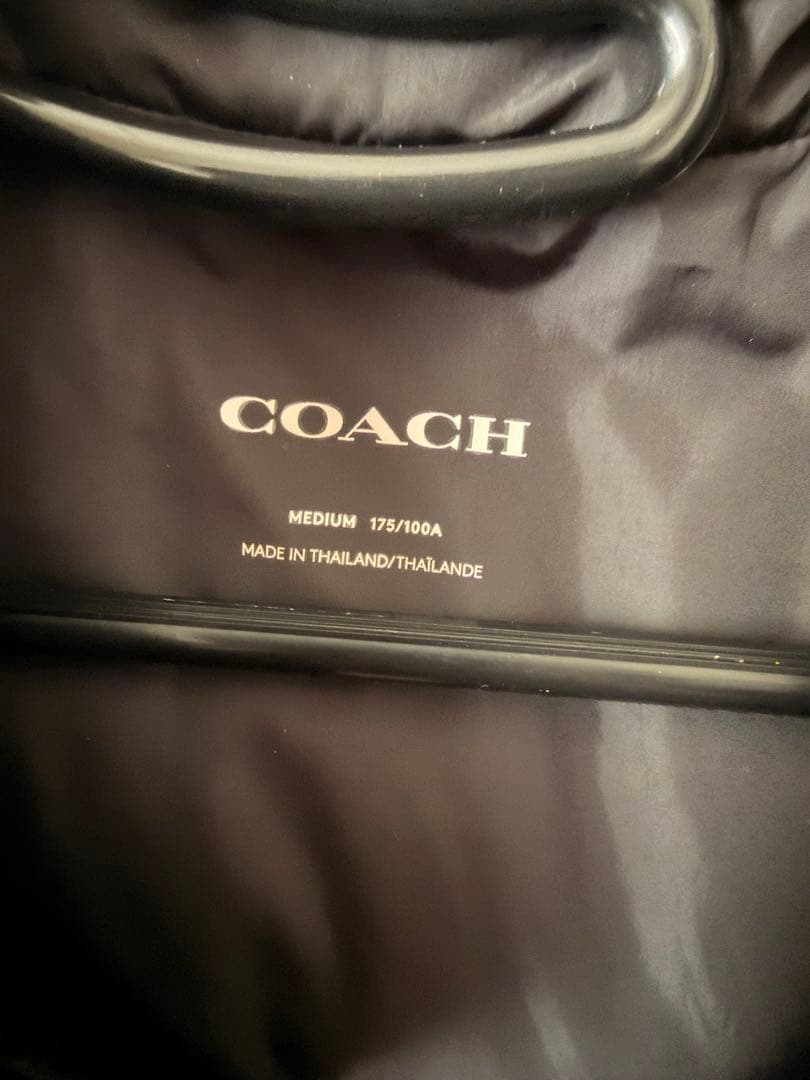 COACH
MEDIUM 175/100A
MADE IN THAILAND/THAÏLANDE